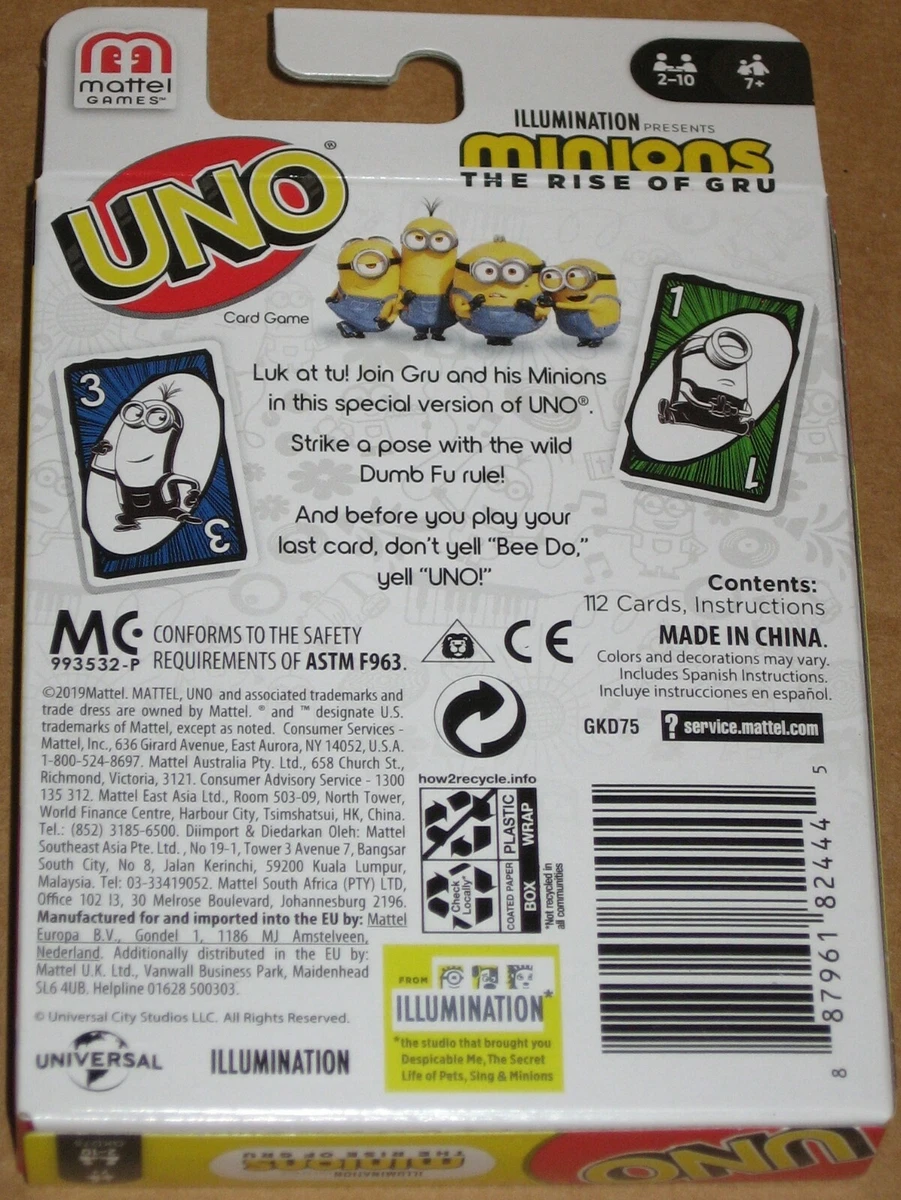 mattel
GAMES™
2-10
7+
ILLUMINATION PRESENTS
minions
THE RISE OF GRU
UNO®
Card Game
1
1
3
3
Luk at tu! Join Gru and his Minions
in this special version of UNO®.
Strike a pose with the wild
Dumb Fu rule!
And before you play your
last card, don't yell "Bee Do,"
yell "UNO!"
Contents:
112 Cards, Instructions
MADE IN CHINA.
Colors and decorations may vary.
Includes Spanish Instructions.
Incluye instrucciones en español.
GKD75
? service.mattel.com
MC
993532-P
CONFORMS TO THE SAFETY
REQUIREMENTS OF ASTM F963.
CE
©2019Mattel. MATTEL, UNO and associated trademarks and
trade dress are owned by Mattel. ® and ™ designate U.S.
trademarks of Mattel, except as noted. Consumer Services -
Mattel, Inc., 636 Girard Avenue, East Aurora, NY 14052, U.S.A.
1-800-524-8697. Mattel Australia Pty. Ltd., 658 Church St.,
Richmond, Victoria, 3121. Consumer Advisory Service - 1300
135 312. Mattel East Asia Ltd., Room 503-09, North Tower,
World Finance Centre, Harbour City, Tsimshatsui, HK, China.
Tel.: (852) 3185-6500. Diimport & Diedarkan Oleh: Mattel
Southeast Asia Pte. Ltd. , No 19-1, Tower 3 Avenue 7, Bangsar
South City, No 8, Jalan Kerinchi, 59200 Kuala Lumpur,
Malaysia. Tel: 03-33419052. Mattel South Africa (PTY) LTD,
Office 102 I3, 30 Melrose Boulevard, Johannesburg 2196.
Manufactured for and imported into the EU by: Mattel
Europa B.V., Gondel 1, 1186 MJ Amstelveen,
Nederland. Additionally distributed in the EU by:
Mattel U.K. Ltd., Vanwall Business Park, Maidenhead
SL6 4UB. Helpline 01628 500303.
© Universal City Studios LLC. All Rights Reserved.
UNIVERSAL
ILLUMINATION
how2recycle.info
PLASTIC
WRAP
Check
Locally*
COATED PAPER
BOX
*Not recycled in
all communities
FROM
ILLUMINATION*
*the studio that brought you
Despicable Me, The Secret
Life of Pets, Sing & Minions
8 87961 82444 5
2-10
7+
GKD75
ILLUMINATION
minions
THE RISE OF GRU
UNO